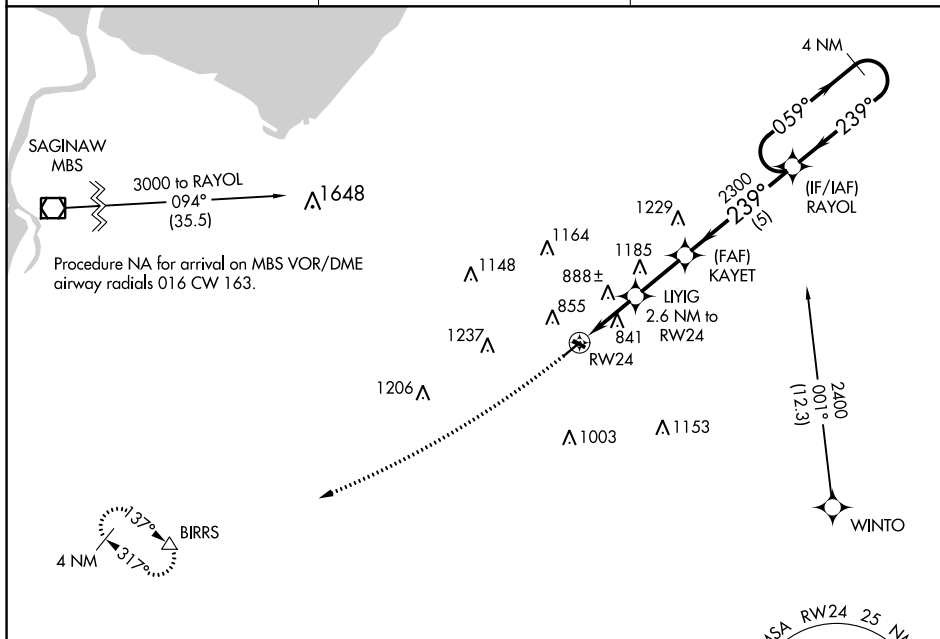 4 NM
059°
239°
SAGINAW
MBS
3000 to RAYOL
094°
(35.5)
1648
(IF/IAF)
RAYOL
2300
239°
(5)
1229
1164
1185
(FAF)
KAYET
Procedure NA for arrival on MBS VOR/DME
airway radials 016 CW 163.
1148
888±
LIYIG
2.6 NM to
RW24
855
841
1237
RW24
1206
2400
001°
(12.3)
1003
1153
WINTO
137°
BIRRS
4 NM
317°
MSA RW24 25 NM